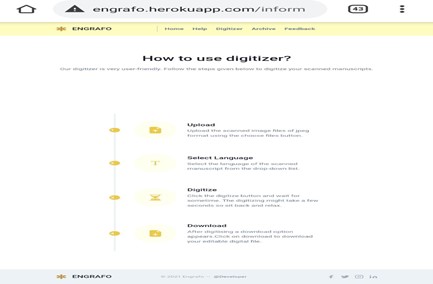 engrafo.herokuapp.com/inform
43
ENGRAFO
Home Help Digitizer Archive Feedback
How to use digitizer?
Our digitizer is very user-friendly. Follow the steps given below to digitize your scanned manuscripts.
Upload
Upload the scanned image files of jpeg
format using the choose files button.
T
Select Language
Select the language of the scanned
manuscript from the drop down list.
Digitize
Click the digitize button and wait for
sometime. The digitizing might take a few
seconds so sit back and relax.
Download
After digitising a download option
appears.Click on download to download
your editable digital file.
ENGRAFO
© 2021 Engrafo —